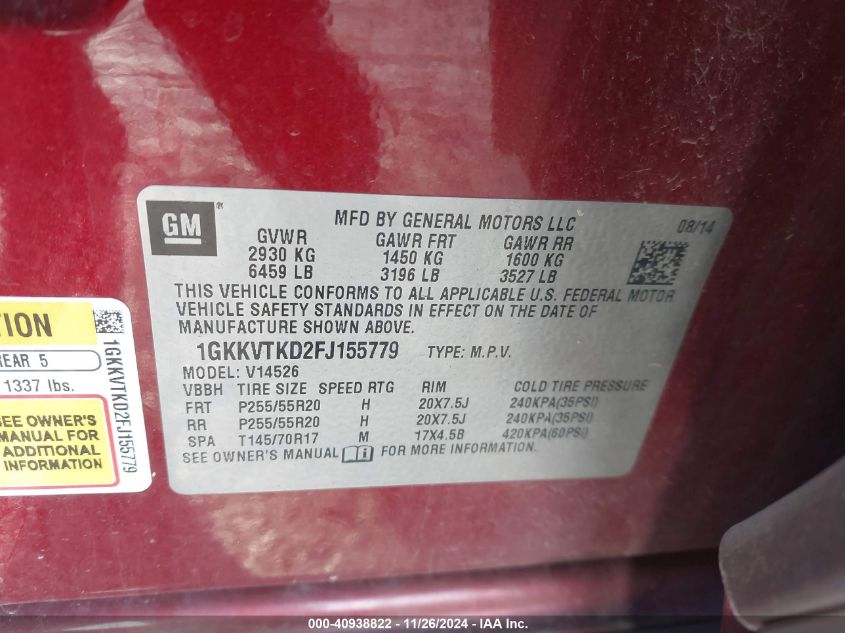 GM ®
MFD BY GENERAL MOTORS LLC
08/14
GVWR GAWR FRT GAWR RR
2930 KG 1450 KG 1600 KG
6459 LB 3196 LB 3527 LB
THIS VEHICLE CONFORMS TO ALL APPLICABLE U.S. FEDERAL MOTOR
VEHICLE SAFETY STANDARDS IN EFFECT ON THE DATE OF
MANUFACTURE SHOWN ABOVE.
1GKKVTKD2FJ155779 TYPE: M.P.V.
MODEL: V14526
VBBH TIRE SIZE SPEED RTG RIM COLD TIRE PRESSURE
FRT P255/55R20 H 20X7.5J 240KPA(35PSI)
RR P255/55R20 H 20X7.5J 240KPA(35PSI)
SPA T145/70R17 M 17X4.5B 420KPA(60PSI)
SEE OWNER'S MANUAL i FOR MORE INFORMATION.
REAR 5
1337 lbs.
SEE OWNER'S
MANUAL FOR
ADDITIONAL
INFORMATION
1GKKVTKD2FJ155779
000-40938822 - 11/26/2024 - IAA Inc.